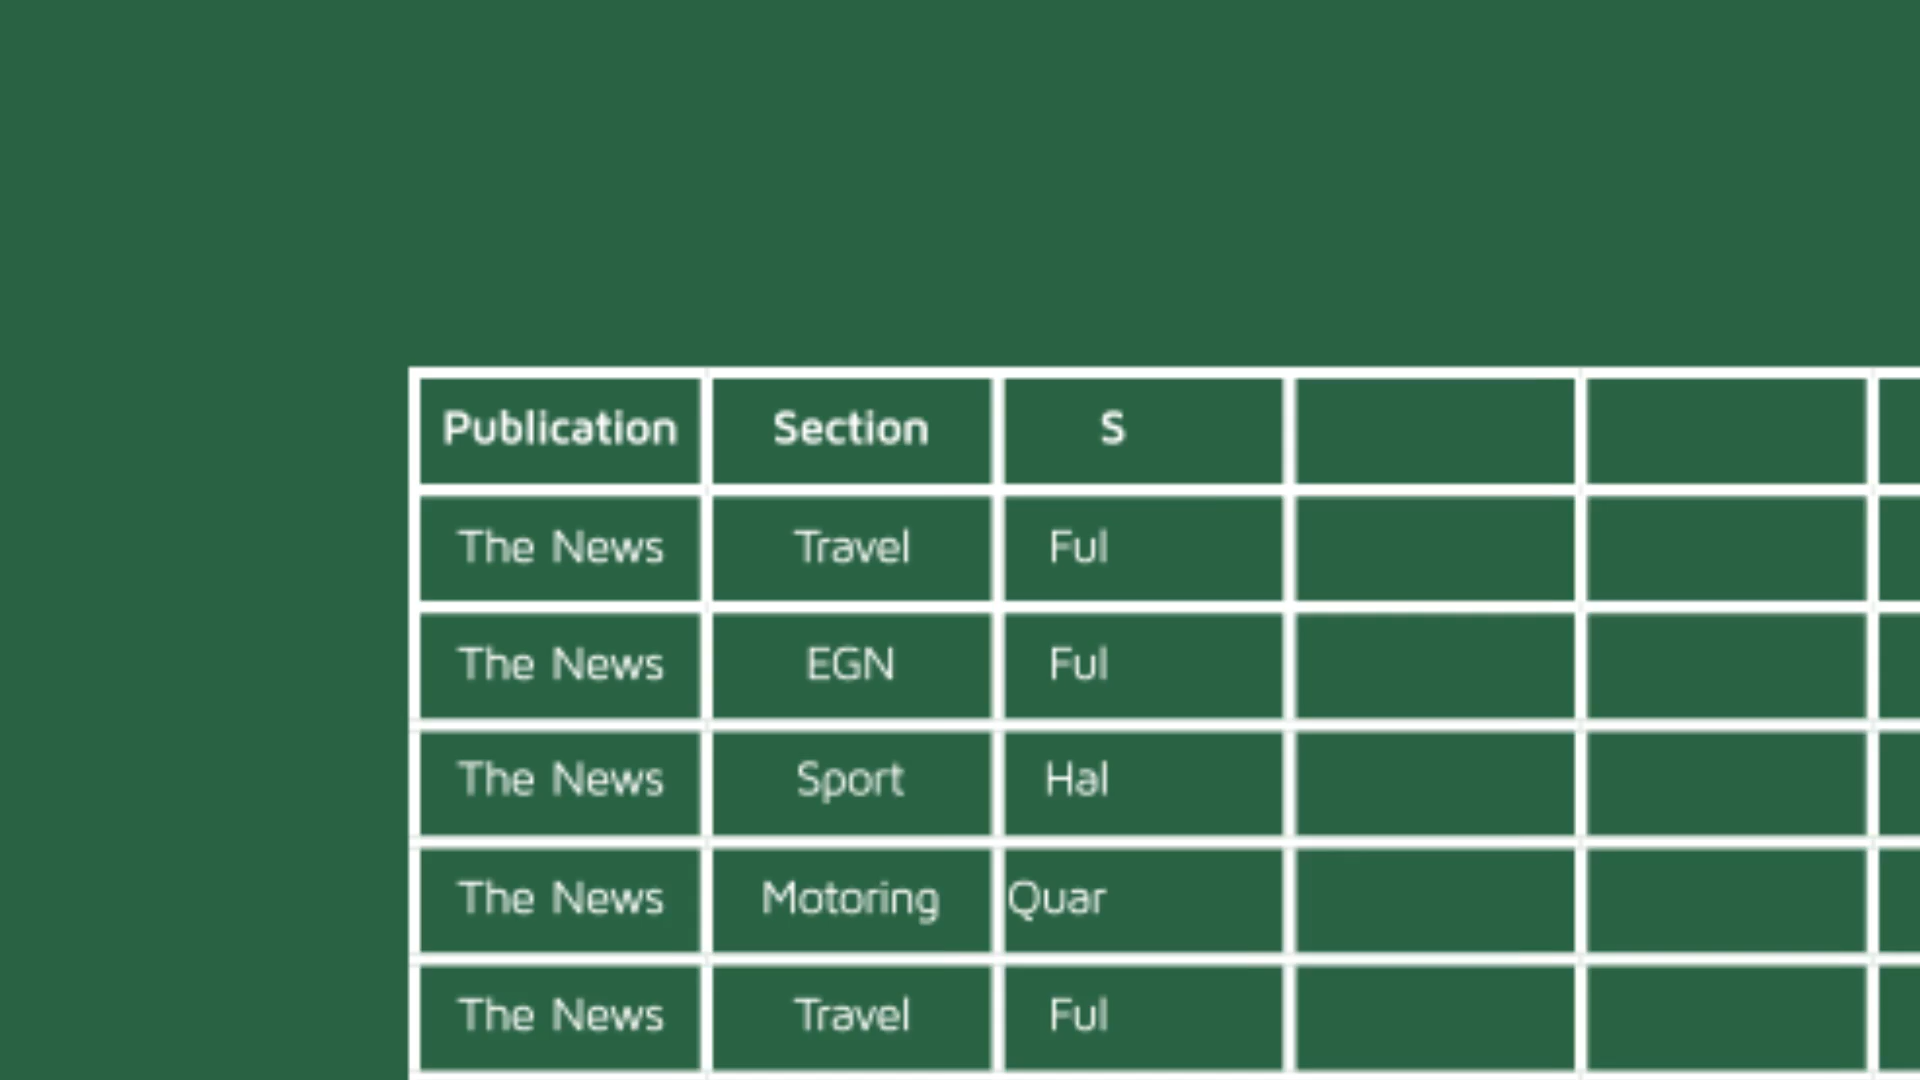 Publication Section S
The News Travel Ful
The News EGN Ful
The News Sport Hal
The News Motoring Quar
The News Travel Ful